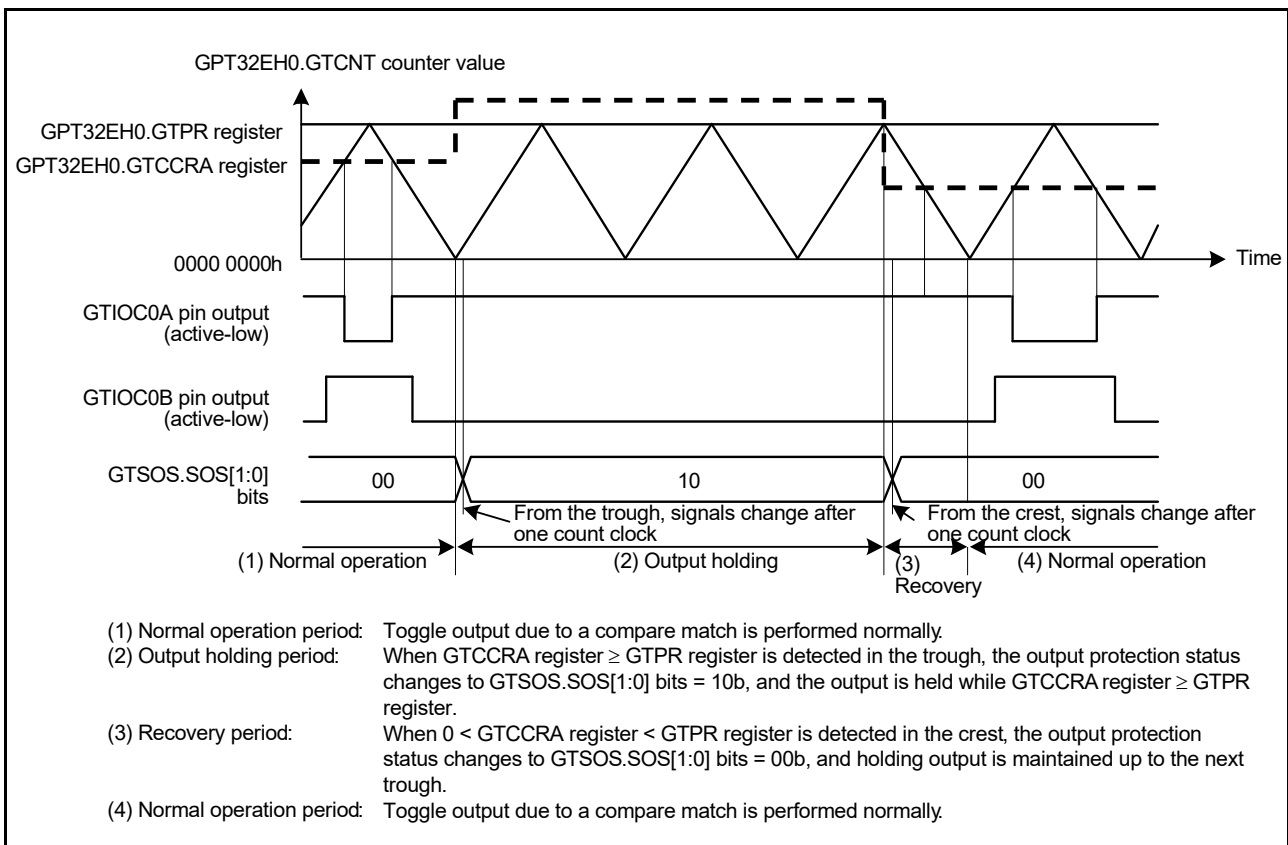 GPT32EH0.GTCNT counter value
GPT32EH0.GTPR register
GPT32EH0.GTCCRA register
0000 0000h
Time
GTIOC0A pin output
(active-low)
GTIOC0B pin output
(active-low)
GTSOS.SOS[1:0]
bits
00
10
00
From the trough, signals change after
one count clock
From the crest, signals change after
one count clock
(1) Normal operation
(2) Output holding
(3)
Recovery
(4) Normal operation
(1) Normal operation period: Toggle output due to a compare match is performed normally.
(2) Output holding period: When GTCCRA register ≥ GTPR register is detected in the trough, the output protection status
changes to GTSOS.SOS[1:0] bits = 10b, and the output is held while GTCCRA register ≥ GTPR
register.
(3) Recovery period: When 0 < GTCCRA register < GTPR register is detected in the crest, the output protection
status changes to GTSOS.SOS[1:0] bits = 00b, and holding output is maintained up to the next
trough.
(4) Normal operation period: Toggle output due to a compare match is performed normally.